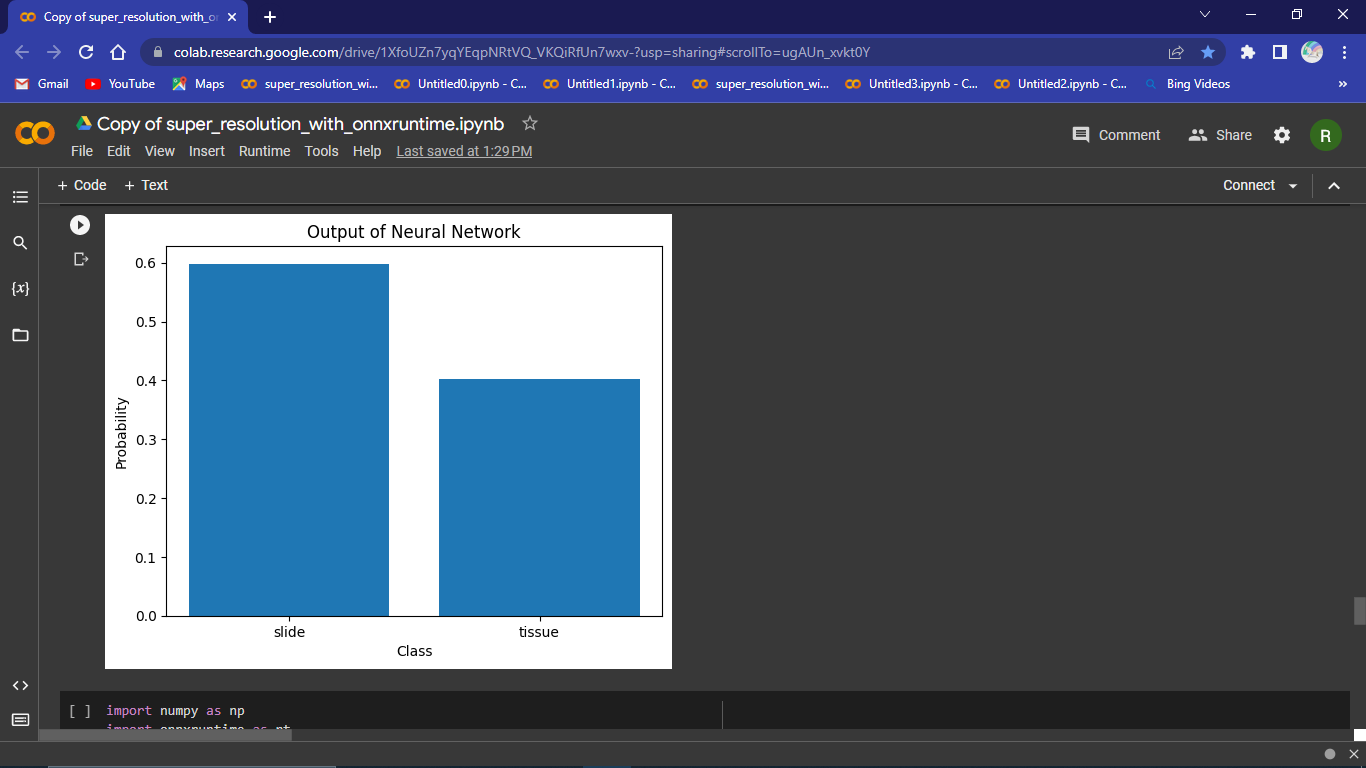 Copy of super_resolution_with_o
colab.research.google.com/drive/1XfoUZn7yqYEqpNRtVQ_VKQiRfUn7wxv-?usp=sharing#scrollTo=ugAUn_xvkt0Y
Gmail YouTube Maps super_resolution_wi... Untitled0.ipynb - C... Untitled1.ipynb - C... super_resolution_wi... Untitled3.ipynb - C... Untitled2.ipynb - C... Bing Videos »
Copy of super_resolution_with_onnxruntime.ipynb
Comment Share R
File Edit View Insert Runtime Tools Help Last saved at 1:29 PM
+ Code + Text Connect
{x}
Output of Neural Network
0.6
0.5
0.4
0.3
0.2
0.1
0.0
Probability
slide tissue
Class
[ ] import numpy as np
import onnxruntime as rt